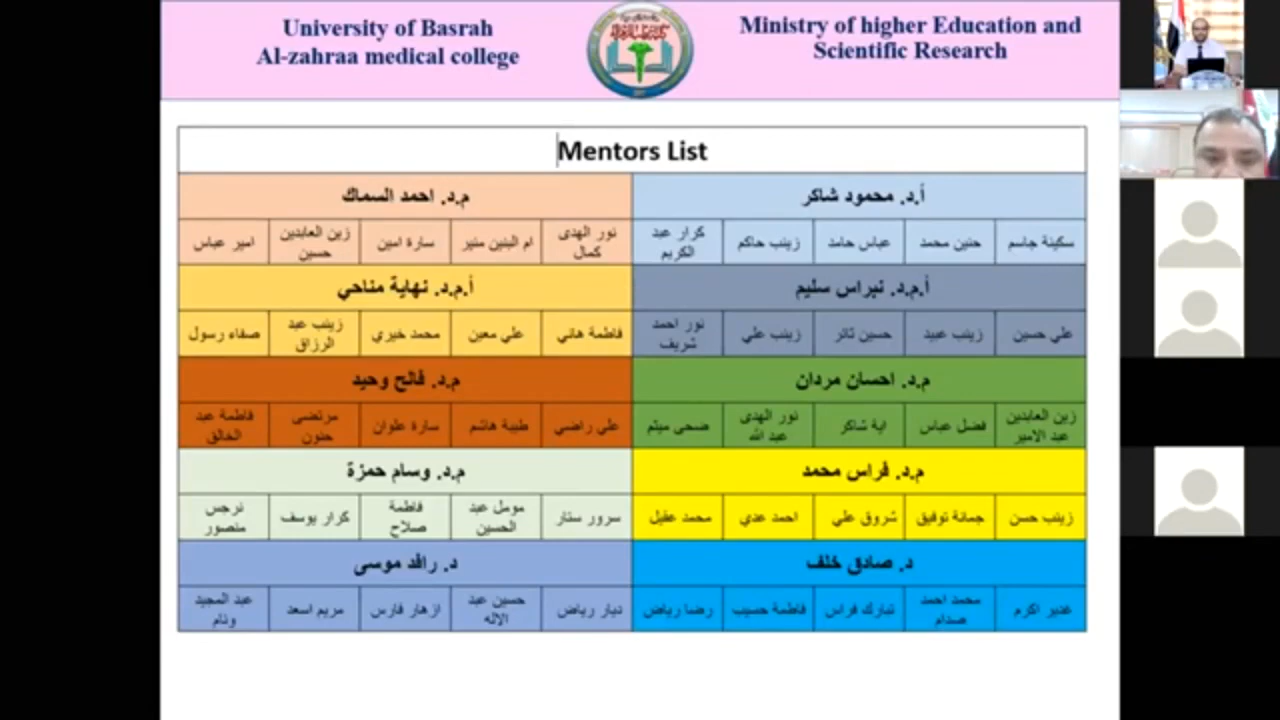 University of Basrah
Al-zahraa medical college
Ministry of higher Education and
Scientific Research
Mentors List
أ.د. محمود شاكر
م.د. احمد السماك
سكينة جاسم
حنين محمد
عباس حامد
زينب حاكم
كرار عبد
الكريم
نور الهدى
كمال
ام البنين منير
سارة امين
زين العابدين
حسين
امير عباس
أ.م.د. نبراس سليم
أ.م.د. نهاية مناحي
علي حسين
زينب عبيد
حسين ثائر
زينب علي
نور احمد
شريف
فاطمة هاني
علي معين
محمد خيري
زينب عبد
الرزاق
صفاء رسول
م.د. احسان مردان
م.د. فالح وحيد
زين العابدين
عبد الامير
فضل عباس
اية شاكر
نور الهدى
عبد الله
ضحى ميثم
علي راضي
طيبة هاشم
سارة علوان
مرتضى
حنون
فاطمة عبد
الخالق
م.د. فراس محمد
م.د. وسام حمزة
زينب حسن
جمانة توفيق
شروق علي
احمد عدي
محمد عقيل
سرور ستار
مومل عبد
الحسين
فاطمة
صلاح
كرار يوسف
نرجس
منصور
د. صادق خلف
د. رافد موسى
غدير اكرم
محمد احمد
صدام
تبارك فراس
فاطمة حسيب
رضا رياض
ديار رياض
حسين عبد
الاله
ازهار فارس
مريم اسعد
عبد المجيد
وئام